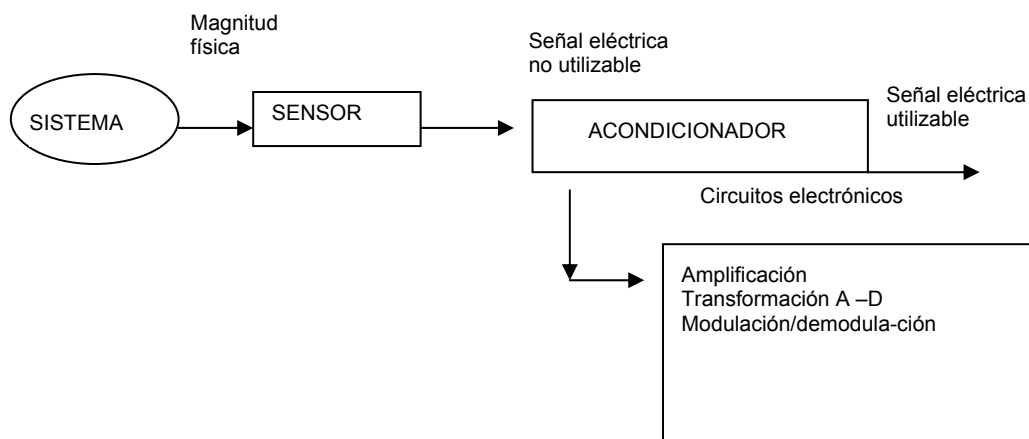 Magnitud
física
Señal eléctrica
no utilizable
Señal eléctrica
utilizable
SISTEMA
SENSOR
ACONDICIONADOR
Circuitos electrónicos
Amplificación
Transformación A –D
Modulación/demodula-ción